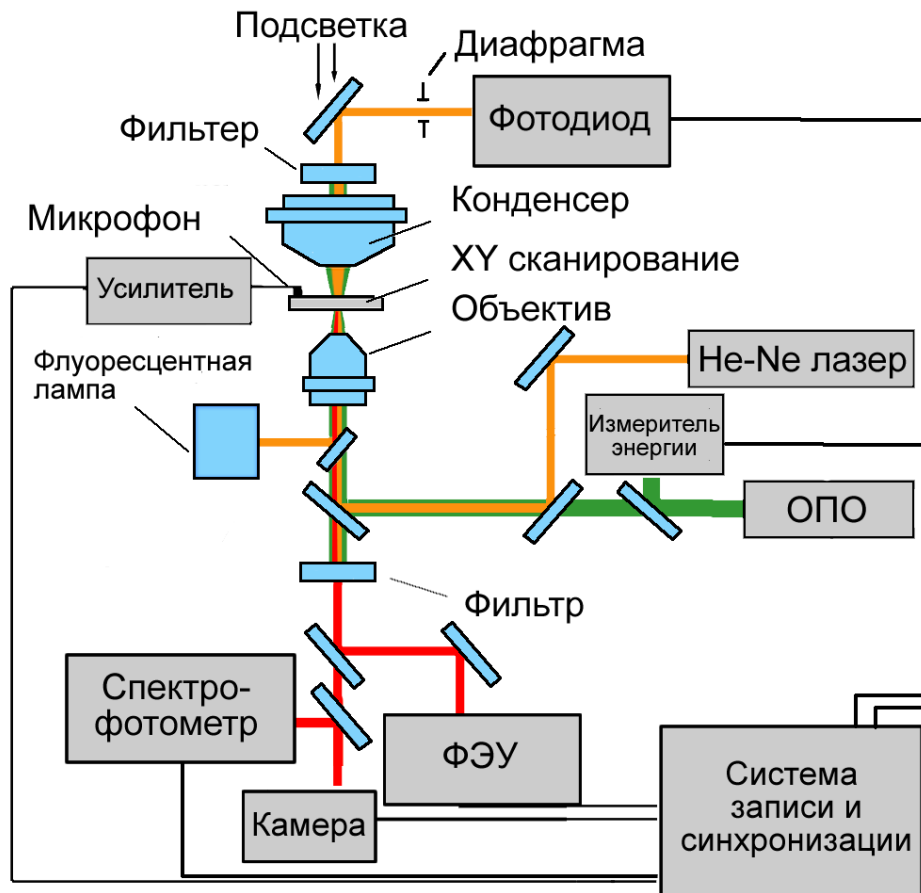 Подсветка
Диафрагма
Фотодиод
Фильтер
Конденсер
Микрофон
XY сканирование
Усилитель
Объектив
He-Ne лазер
Флуоресцентная
лампа
Измеритель
энергии
ОПО
Фильтр
Спектро-
фотометр
ФЭУ
Система
записи и
синхронизации
Камера